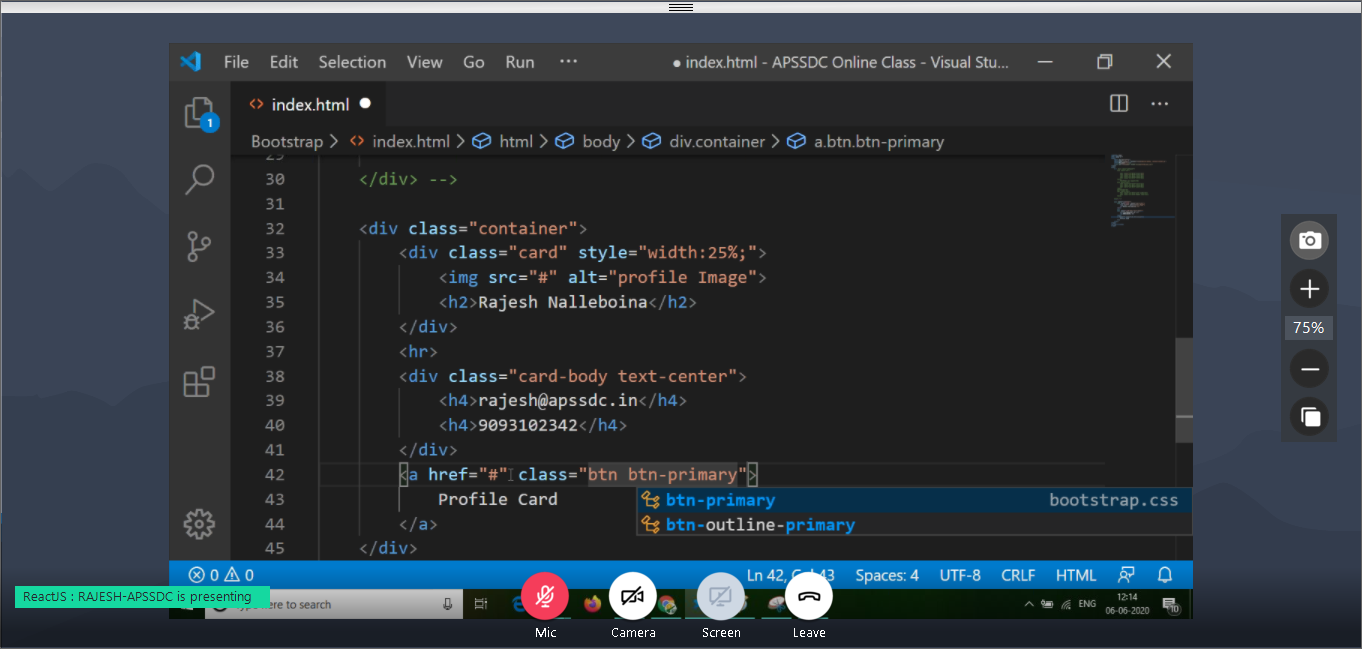 File Edit Selection View Go Run ··· ● index.html - APSSDC Online Class - Visual Stu...
1
<> index.html ●
Bootstrap > <> index.html > html > body > div.container > a.btn.btn-primary
29
30 </div> -->
31
32 <div class="container">
33 <div class="card" style="width:25%;">
34 <img src="#" alt="profile Image">
35 <h2>Rajesh Nalleboina</h2>
36 </div>
37 <hr>
38 <div class="card-body text-center">
39 <h4>rajesh@apssdc.in</h4>
40 <h4>9093102342</h4>
41 </div>
42 <a href="#" class="btn btn-primary">
43 Profile Card
44 </a>
45 </div>
btn-primary bootstrap.css
btn-outline-primary
75%
0 0 Ln 42, Col 43 Spaces: 4 UTF-8 CRLF HTML
ReactJS : RAJESH-APSSDC is presenting
here to search
ENG 12:14
06-06-2020
10
Mic Camera Screen Leave